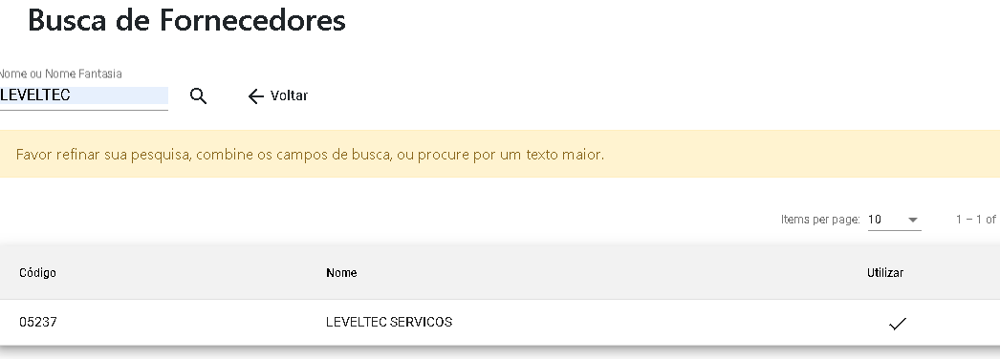 Busca de Fornecedores
Nome ou Nome Fantasia
LEVELTEC
Voltar
Favor refinar sua pesquisa, combine os campos de busca, ou procure por um texto maior.
Items per page: 10 1 – 1 of
Código Nome Utilizar
05237 LEVELTEC SERVICOS